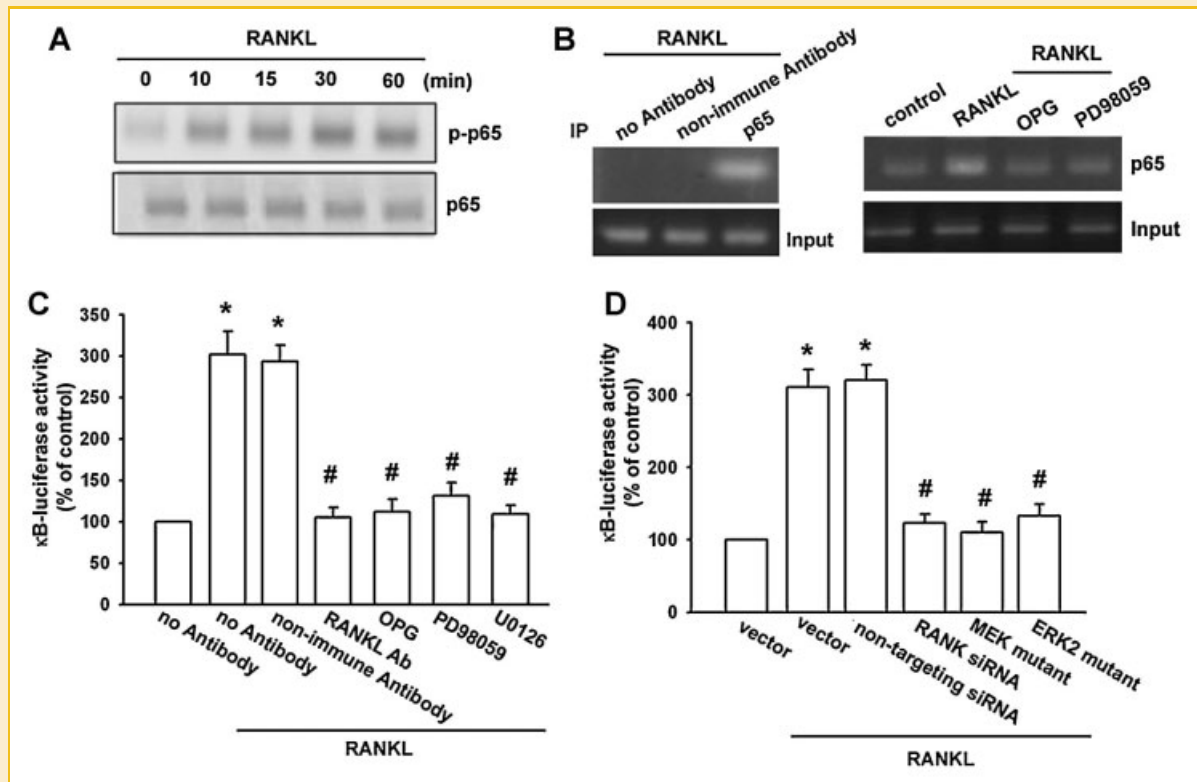 A
RANKL
0 10 15 30 60 (min)
p-p65
p65
B
RANKL
RANKL
IP no Antibody non-immune Antibody p65
control RANKL OPG PD98059
p65
Input
Input
C
κB-luciferase activity
(% of control)
350
300
250
200
150
100
50
0
* * # # # #
no Antibody no Antibody non-immune Antibody RANKL Ab OPG PD98059 U0126
RANKL
D
κB-luciferase activity
(% of control)
400
300
200
100
0
* * # # #
vector vector non-targeting siRNA RANK siRNA MEK mutant ERK2 mutant
RANKL